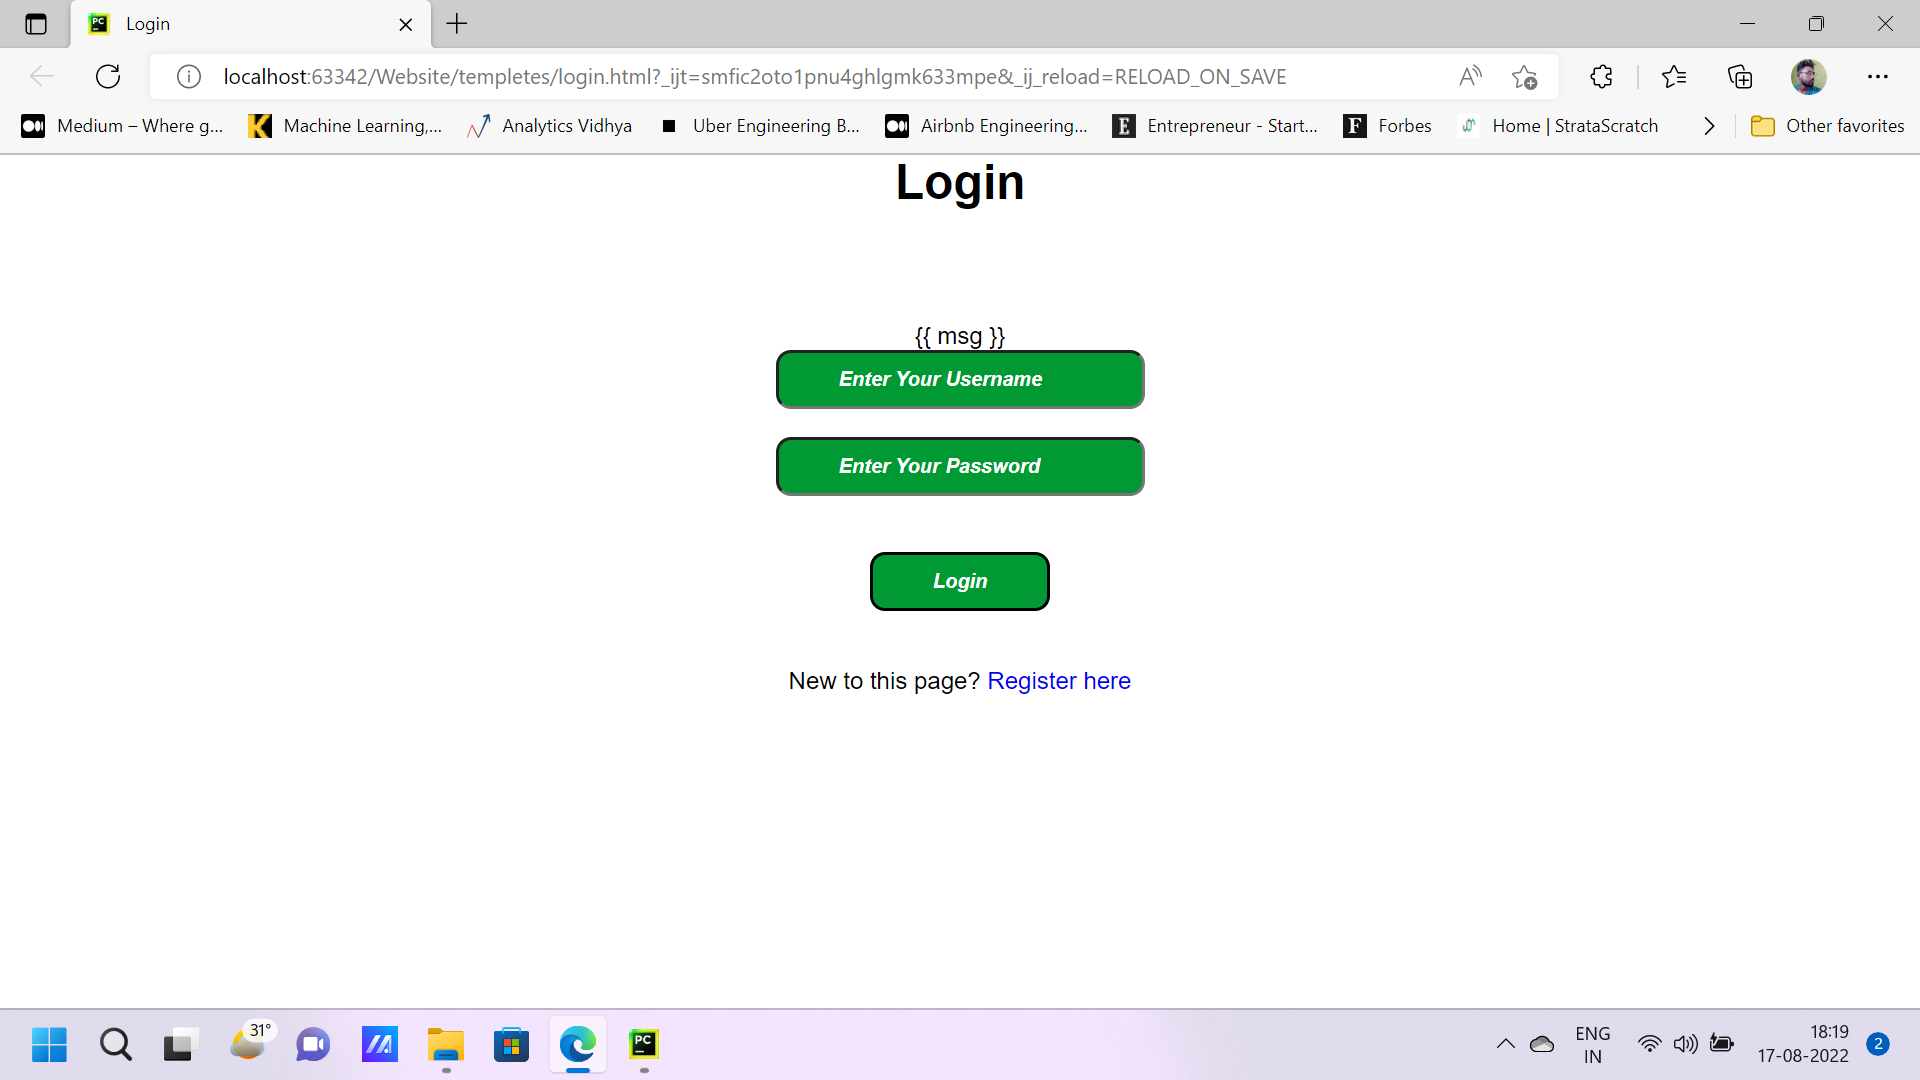 Login
localhost:63342/Website/templetes/login.html?_ijt=smfic2oto1pnu4ghlgmk633mpe&_ij_reload=RELOAD_ON_SAVE
Medium – Where g... Machine Learning,... Analytics Vidhya Uber Engineering B... Airbnb Engineering... Entrepreneur - Start... Forbes Home | StrataScratch Other favorites
Login
{{ msg }}
Enter Your Username
Enter Your Password
Login
New to this page? Register here
31°
PC
ENG
IN
18:19
17-08-2022
2